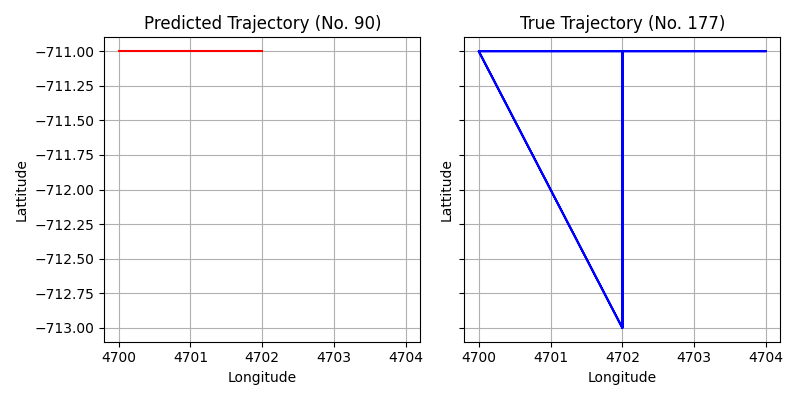 Predicted Trajectory (No. 90)
−711.00
−711.25
−711.50
−711.75
−712.00
−712.25
−712.50
−712.75
−713.00
Lattitude
4700 4701 4702 4703 4704
Longitude
True Trajectory (No. 177)
Lattitude
4700 4701 4702 4703 4704
Longitude